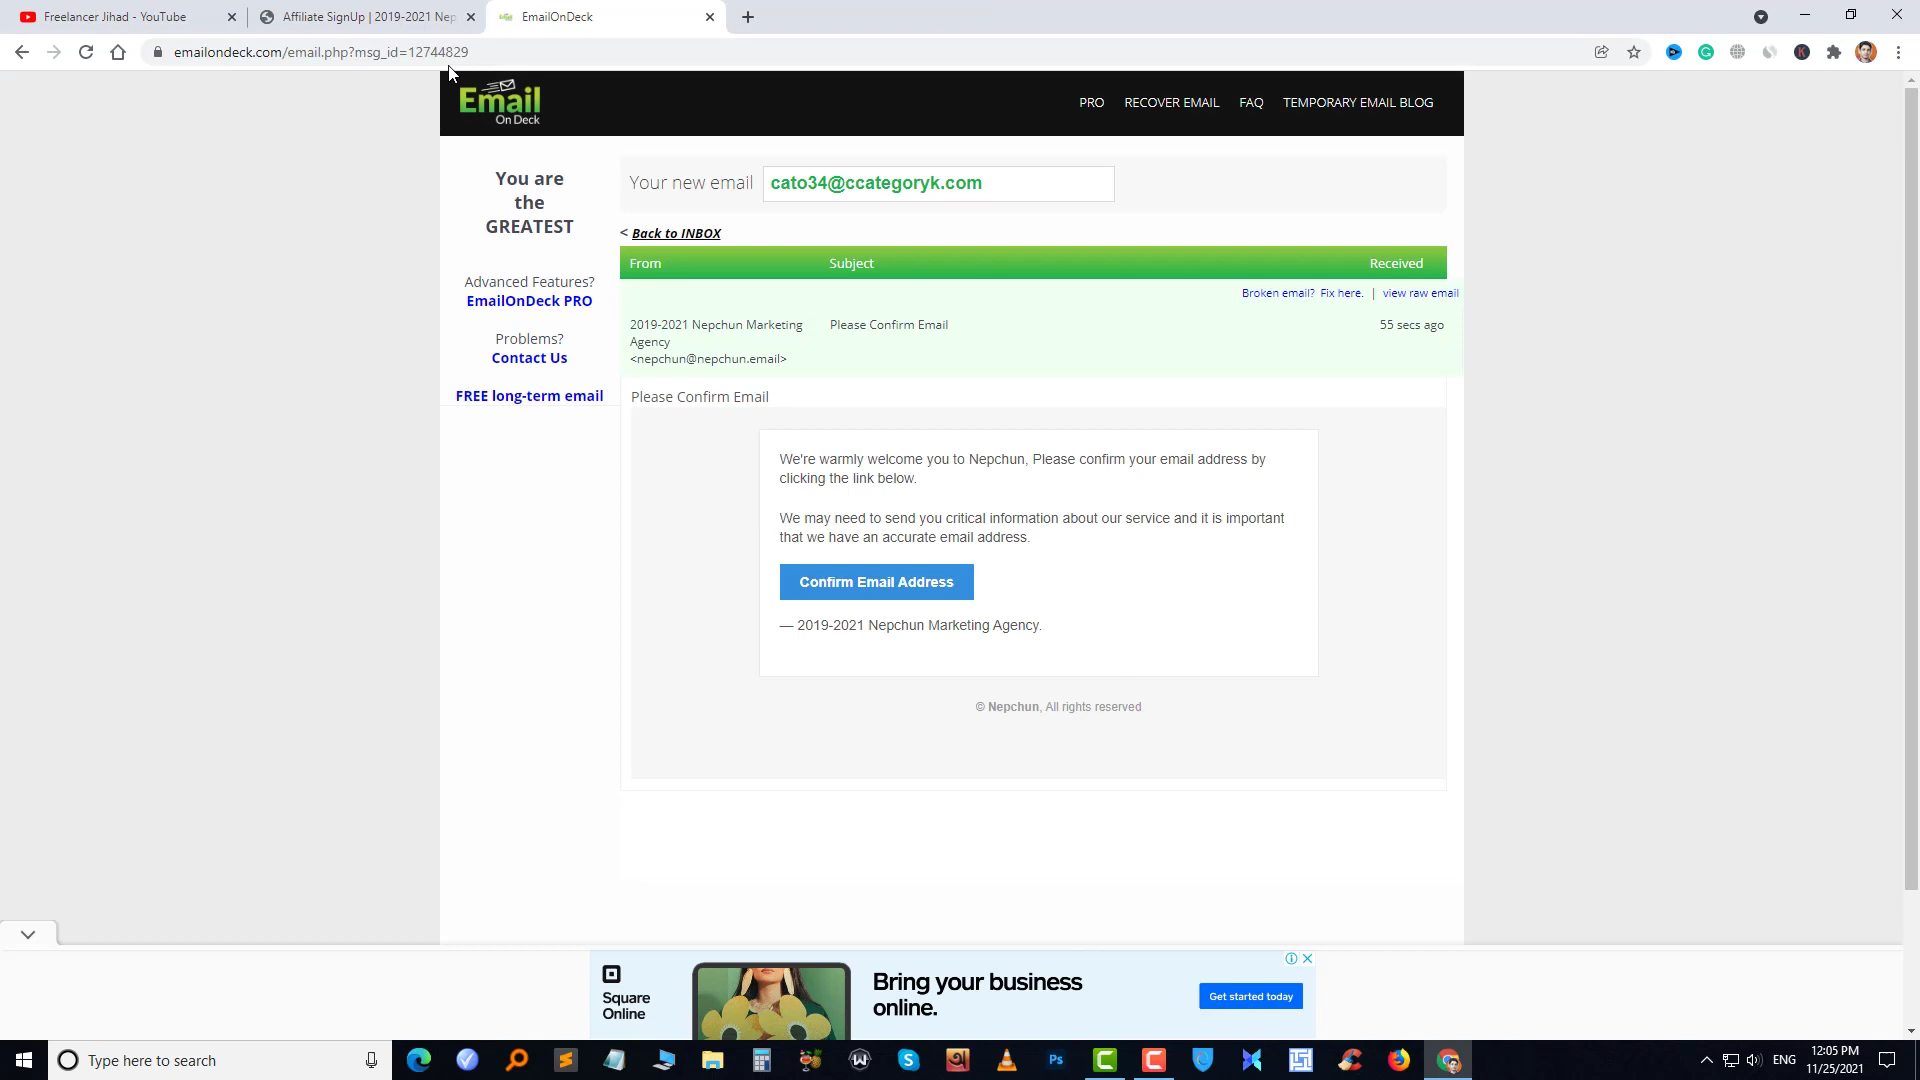 Freelancer Jihad - YouTube
Affiliate SignUp | 2019-2021 Nep
EmailOnDeck
emailondeck.com/email.php?msg_id=12744829
Email
On Deck
PRO
RECOVER EMAIL
FAQ
TEMPORARY EMAIL BLOG
You are
the
GREATEST
Advanced Features?
EmailOnDeck PRO
Problems?
Contact Us
FREE long-term email
Your new email
cato34@ccategoryk.com
< Back to INBOX
From Subject Received
Broken email? Fix here. | view raw email
2019-2021 Nepchun Marketing Please Confirm Email 55 secs ago
Agency
<nepchun@nepchun.email>
Please Confirm Email
We're warmly welcome you to Nepchun, Please confirm your email address by
clicking the link below.
We may need to send you critical information about our service and it is important
that we have an accurate email address.
Confirm Email Address
— 2019-2021 Nepchun Marketing Agency.
© Nepchun, All rights reserved
Square
Online
Bring your business
online.
Get started today
Type here to search
Ps
ENG
12:05 PM
11/25/2021